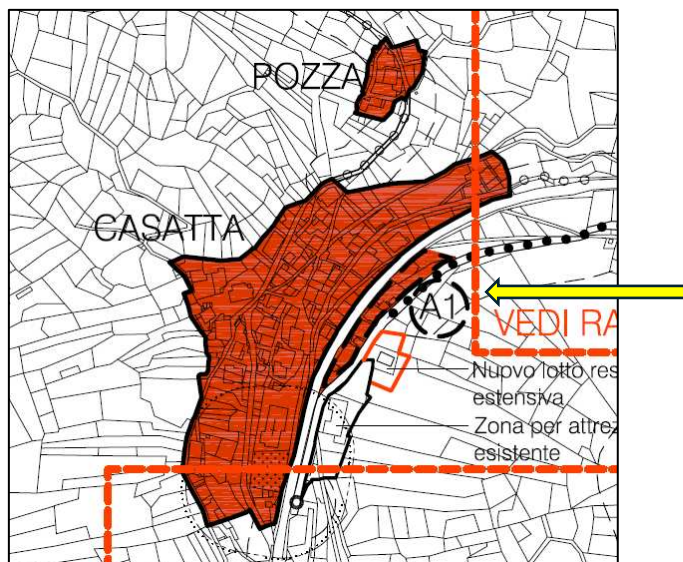 POZZA
CASATTA
A1
VEDI RA
Nuovo lotto res
estensiva
Zona per attrez
esistente